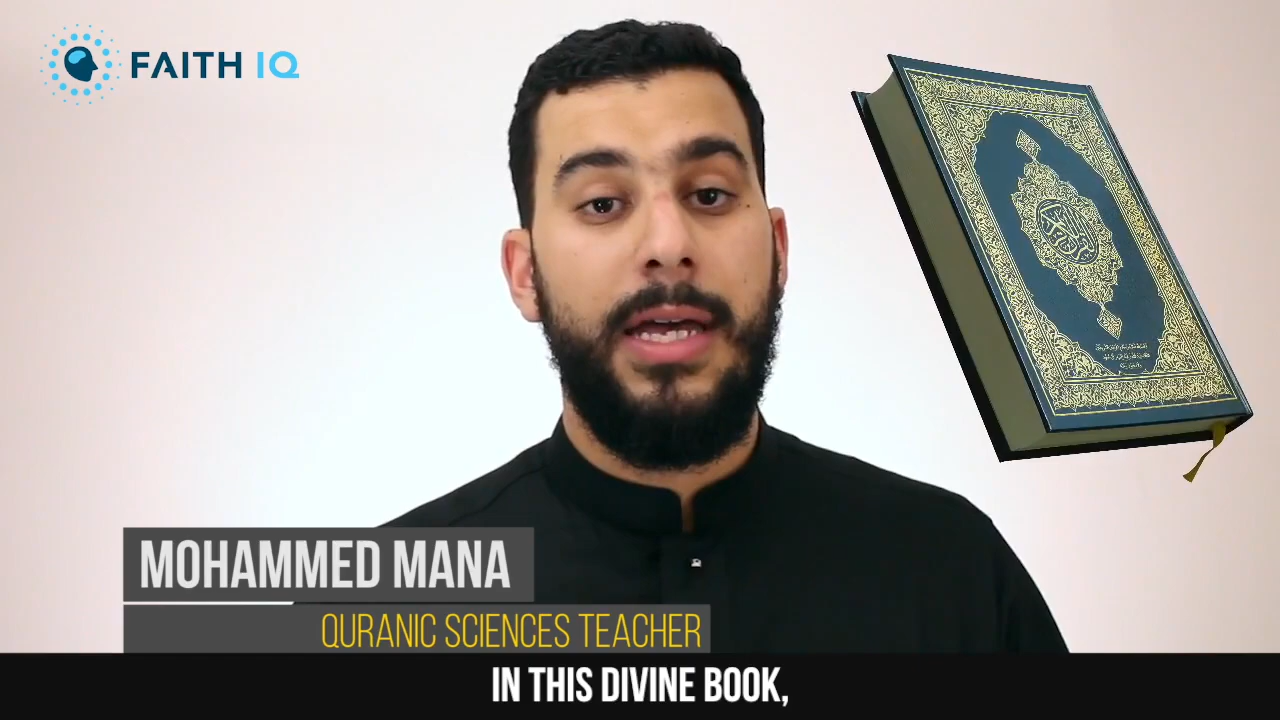 FAITH IQ
MOHAMMED MANA
QURANIC SCIENCES TEACHER
IN THIS DIVINE BOOK,